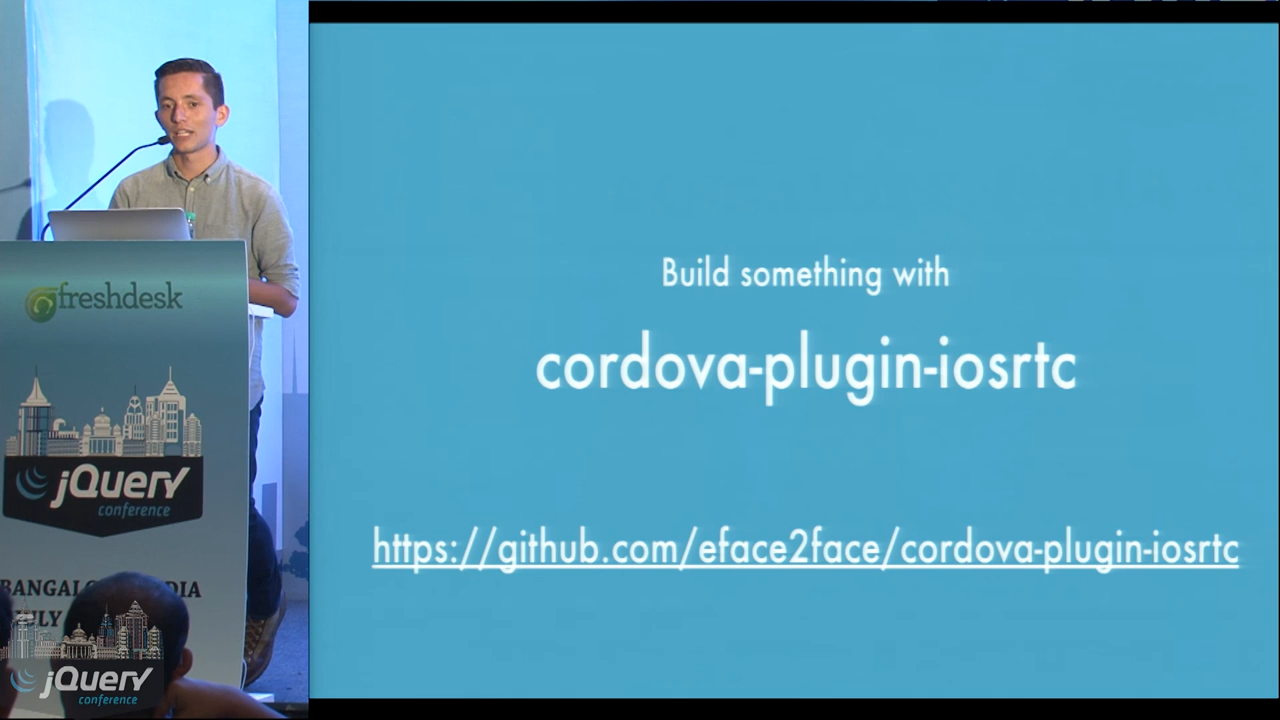 Build something with
cordova-plugin-iosrtc
https://github.com/eface2face/cordova-plugin-iosrtc
freshdesk
jQuery
conference
jQuery
conference